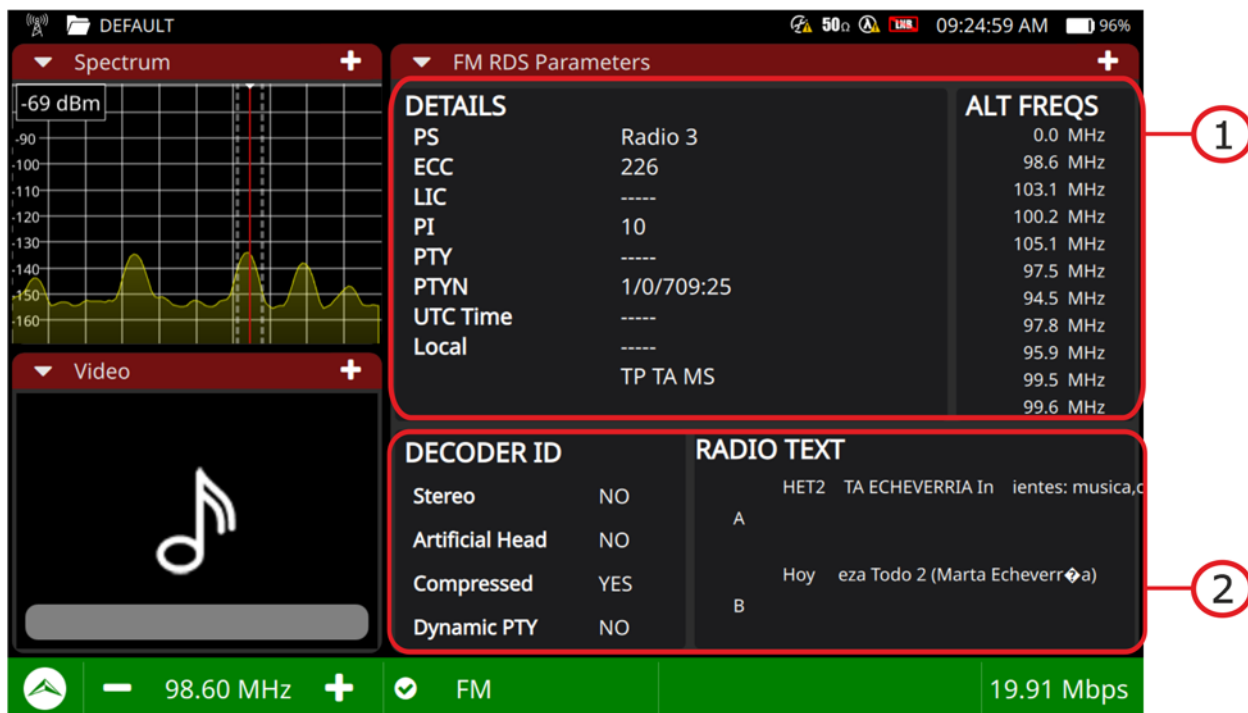 DEFAULT 50Ω LNB 09:24:59 AM 96%
Spectrum
-69 dBm
-90
-100
-110
-120
-130
-140
-150
-160
Video
FM RDS Parameters
DETAILS
PS Radio 3
ECC 226
LIC -----
PI 10
PTY -----
PTYN 1/0/709:25
UTC Time -----
Local -----
TP TA MS
ALT FREQS
0.0 MHz
98.6 MHz
103.1 MHz
100.2 MHz
105.1 MHz
97.5 MHz
94.5 MHz
97.8 MHz
95.9 MHz
99.5 MHz
99.6 MHz
1
DECODER ID
Stereo NO
Artificial Head NO
Compressed YES
Dynamic PTY NO
RADIO TEXT
HET2 TA ECHEVERRIA In ientes: musica,c
A
Hoy eza Todo 2 (Marta Echeverr�a)
B
2
98.60 MHz FM 19.91 Mbps